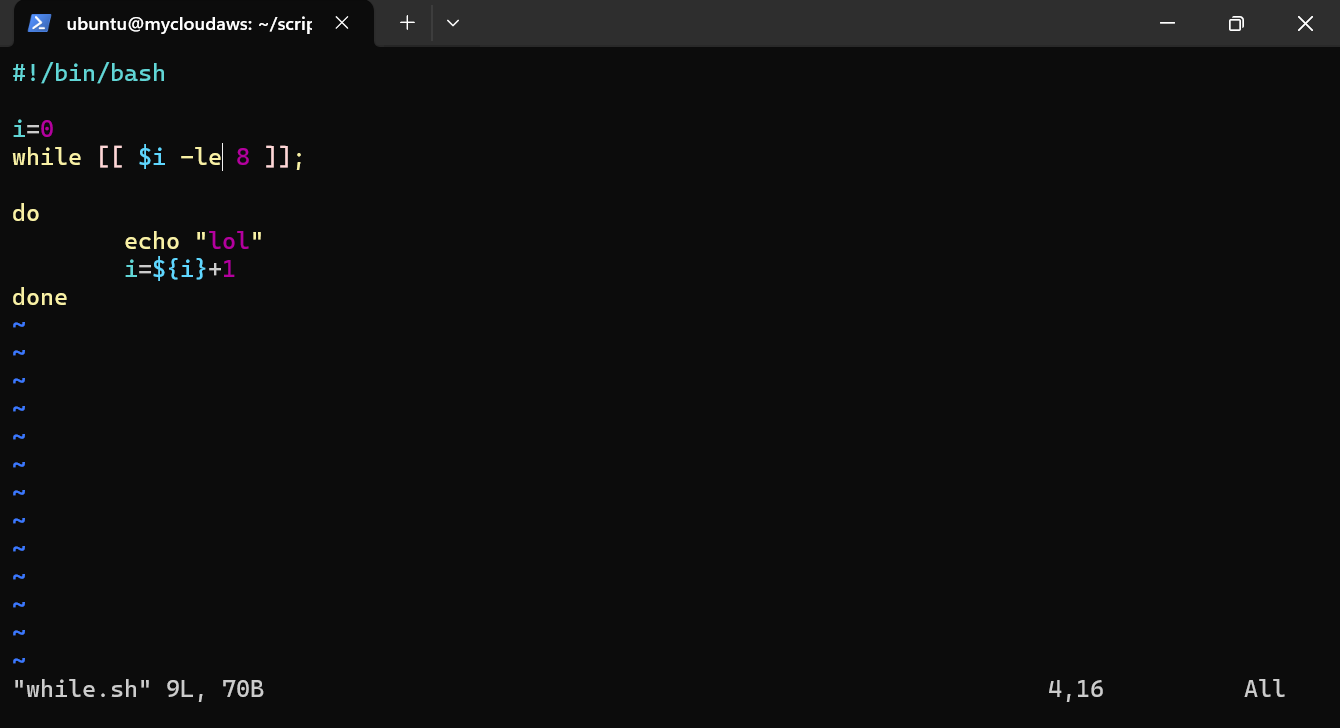 ubuntu@mycloudaws: ~/scrip
#!/bin/bash
i=0
while [[ $i -le 8 ]];
do
echo "lol"
i=${i}+1
done
~
~
~
~
~
~
~
~
~
~
~
~
~
"while.sh" 9L, 70B 4,16 All